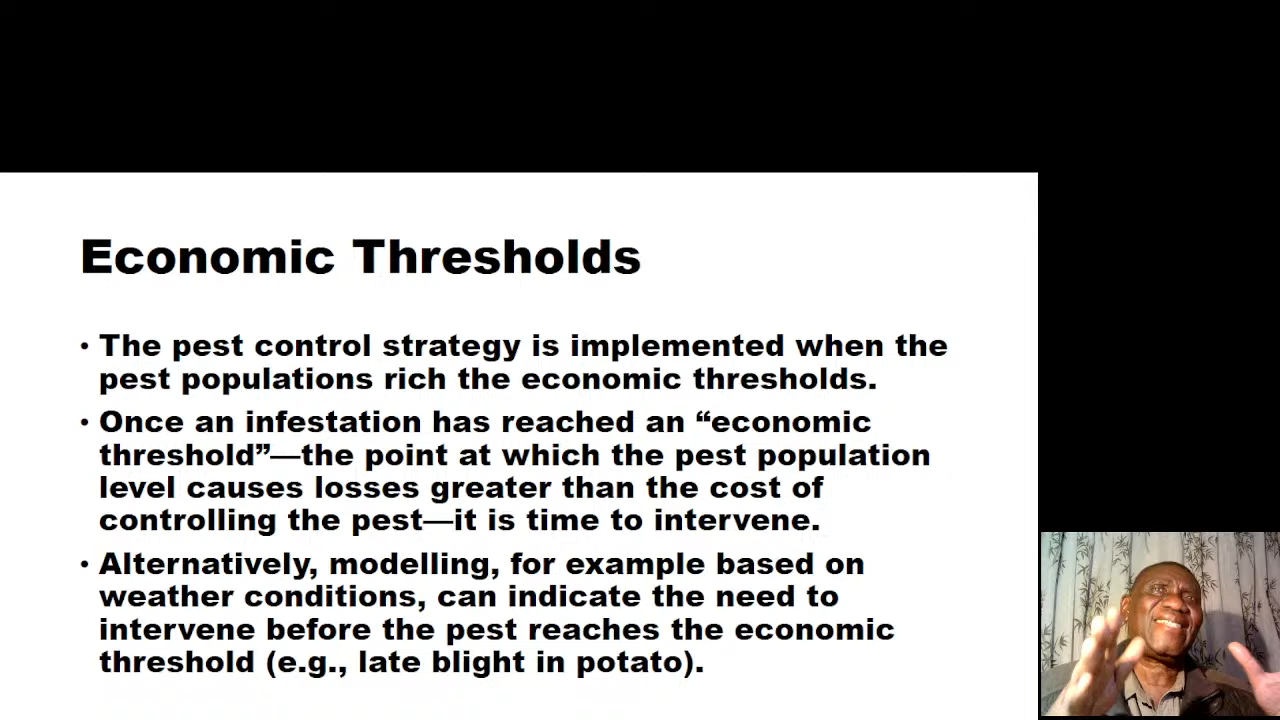 Economic Thresholds
• The pest control strategy is implemented when the
pest populations rich the economic thresholds.
• Once an infestation has reached an “economic
threshold”—the point at which the pest population
level causes losses greater than the cost of
controlling the pest—it is time to intervene.
• Alternatively, modelling, for example based on
weather conditions, can indicate the need to
intervene before the pest reaches the economic
threshold (e.g., late blight in potato).